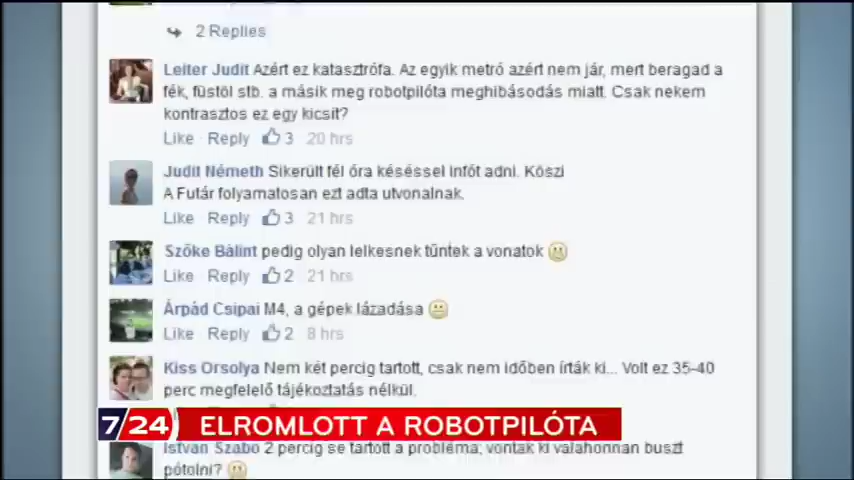 2 Replies
Leiter Judit Azért ez katasztrófa. Az egyik metró azért nem jár, mert beragad a
fék, füstöl stb. a másik meg robotpilóta meghibásodás miatt. Csak nekem
kontrasztos ez egy kicsit?
Like · Reply · 3 · 20 hrs
Judit Németh Sikerült fél óra késéssel infót adni. Köszi
A Futár folyamatosan ezt adta utvonalnak.
Like · Reply · 3 · 21 hrs
Szőke Bálint pedig olyan lelkesnek tűntek a vonatok
Like · Reply · 2 · 21 hrs
Árpád Csipai M4, a gépek lázadása
Like · Reply · 2 · 8 hrs
Kiss Orsolya Nem két percig tartott, csak nem időben írták ki... Volt ez 35-40
perc megfelelő tájékoztatás nélkül.
7/24 ELROMLOTT A ROBOTPILÓTA
István Szabó 2 percig se tartott a probléma, vontak ki valahonnan buszt
pótolni?